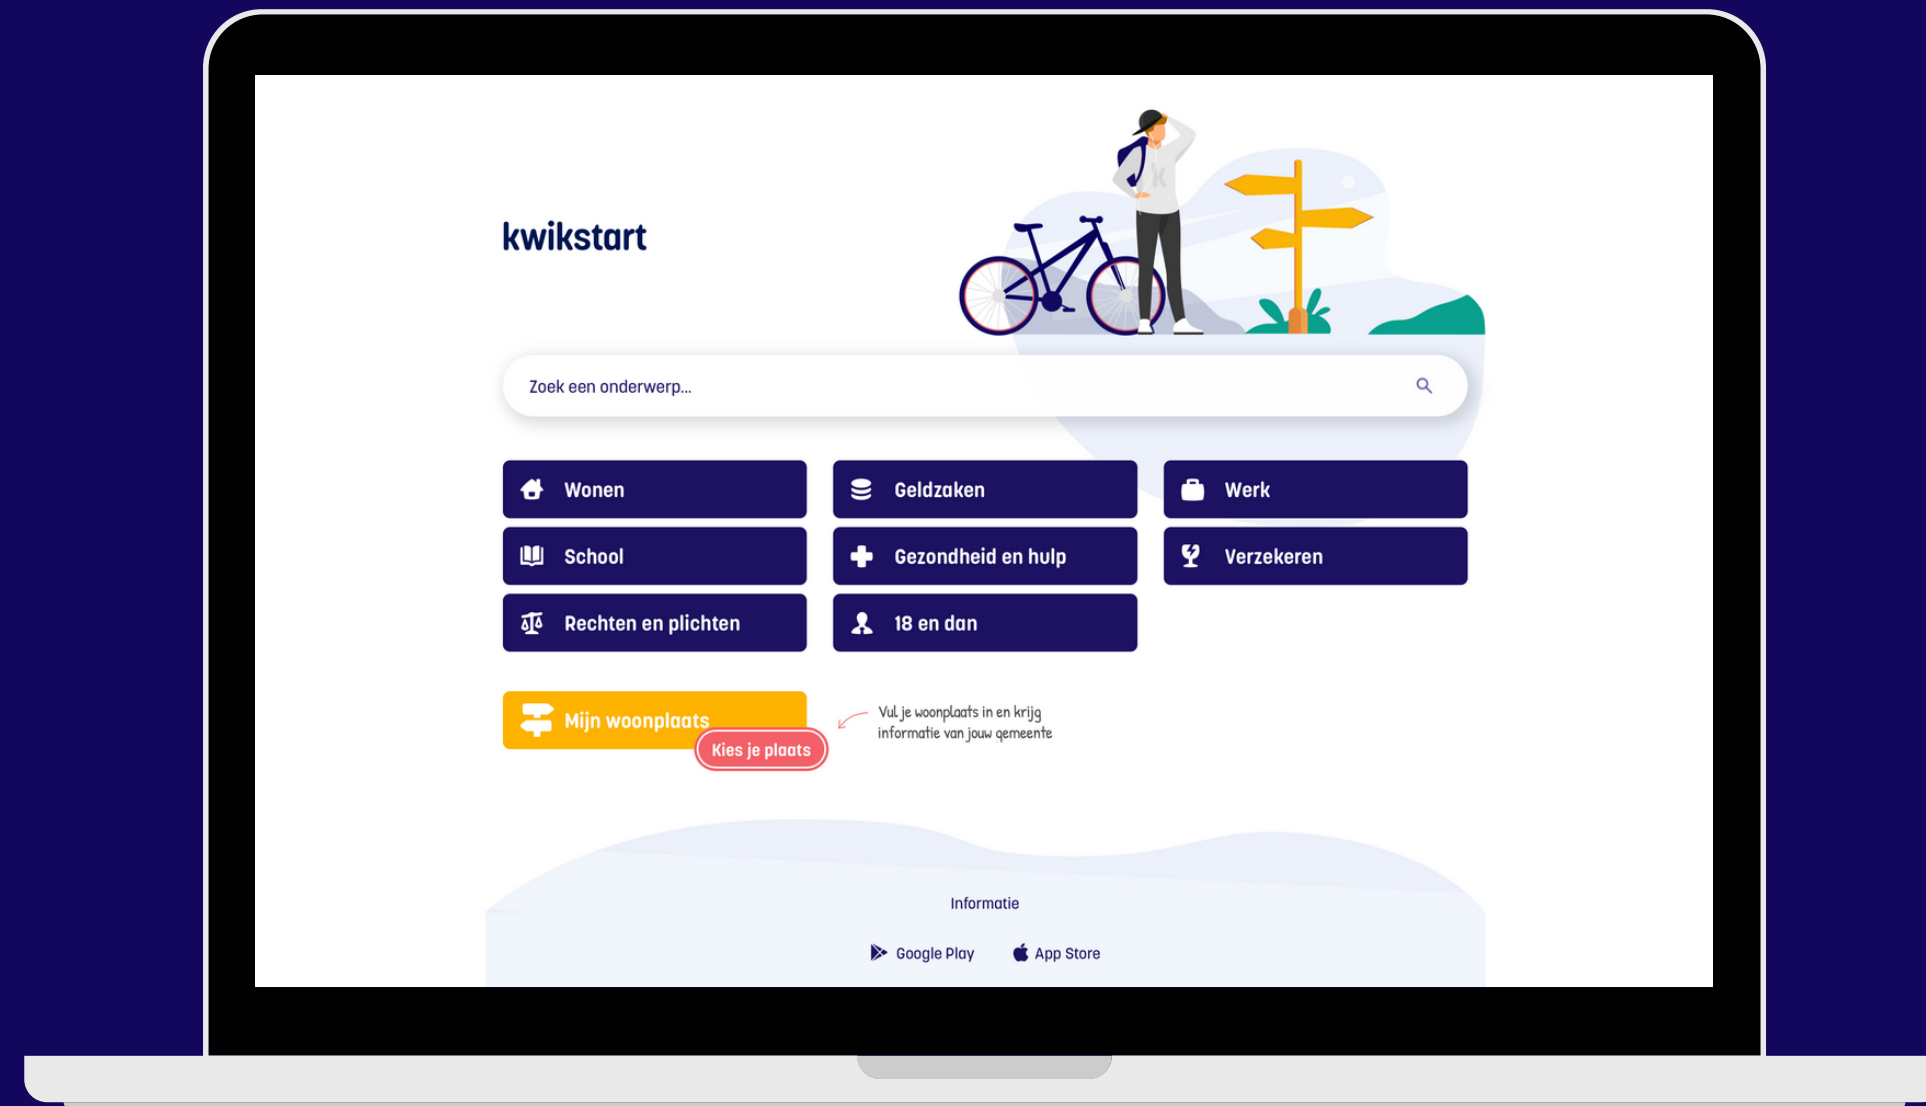 kwikstart
Zoek een onderwerp...
Wonen
Geldzaken
Werk
School
Gezondheid en hulp
Verzekeren
Rechten en plichten
18 en dan
Mijn woonplaats
Kies je plaats
Vul je woonplaats in en krijg
informatie van jouw gemeente
Informatie
Google Play
App Store